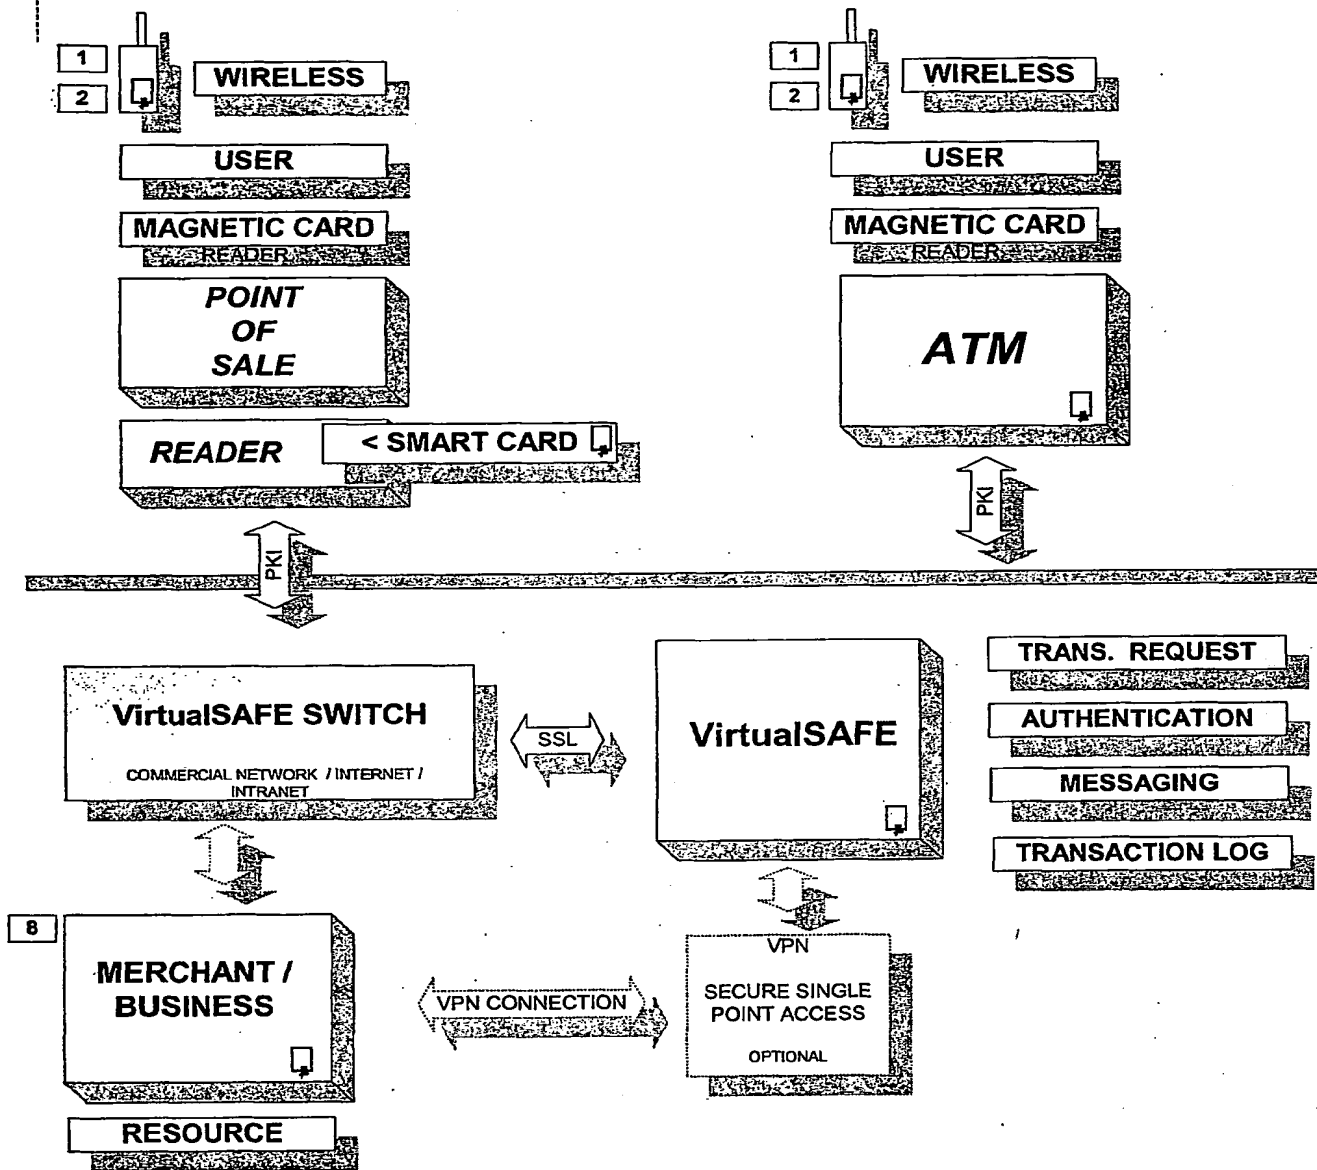 1
2
WIRELESS
USER
MAGNETIC CARD
READER
POINT
OF
SALE
READER
< SMART CARD
PKI
1
2
WIRELESS
USER
MAGNETIC CARD
READER
ATM
PKI
VirtualSAFE SWITCH
COMMERCIAL NETWORK / INTERNET /
INTRANET
SSL
VirtualSAFE
TRANS. REQUEST
AUTHENTICATION
MESSAGING
TRANSACTION LOG
8
MERCHANT /
BUSINESS
RESOURCE
VPN CONNECTION
VPN
SECURE SINGLE
POINT ACCESS
OPTIONAL